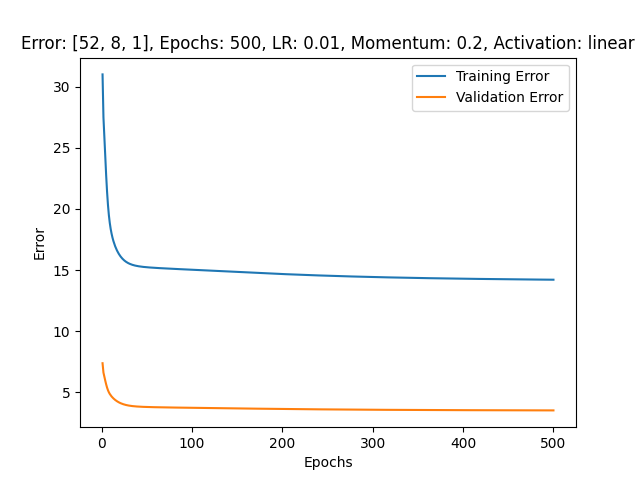 Error: [52, 8, 1], Epochs: 500, LR: 0.01, Momentum: 0.2, Activation: linear
Training Error
Validation Error
30
25
20
15
10
5
Error
0 100 200 300 400 500
Epochs